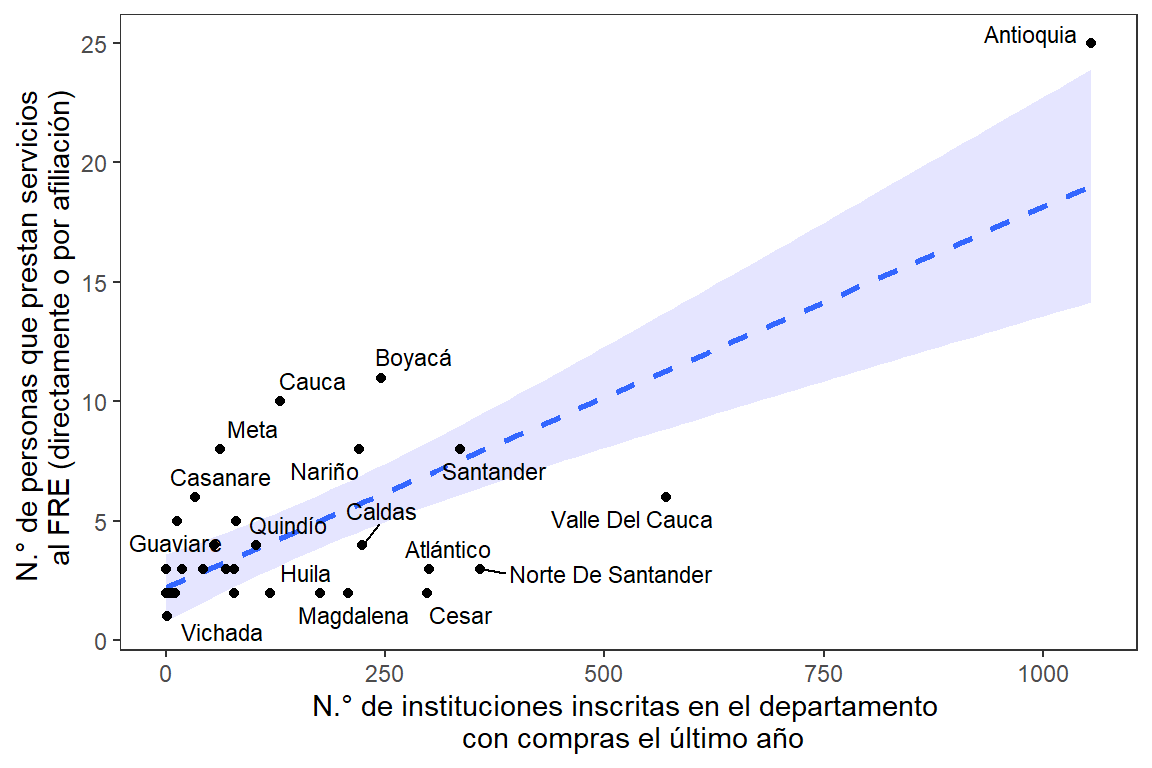 N.° de personas que prestan servicios
al FRE (directamente o por afiliación)
25
20
15
10
5
0
Antioquia
Boyacá
Cauca
Meta
Nariño
Santander
Casanare
Caldas
Valle Del Cauca
Quindío
Guaviare
Atlántico
Huila
Norte De Santander
Magdalena
Cesar
Vichada
0
250
500
750
1000
N.° de instituciones inscritas en el departamento
con compras el último año